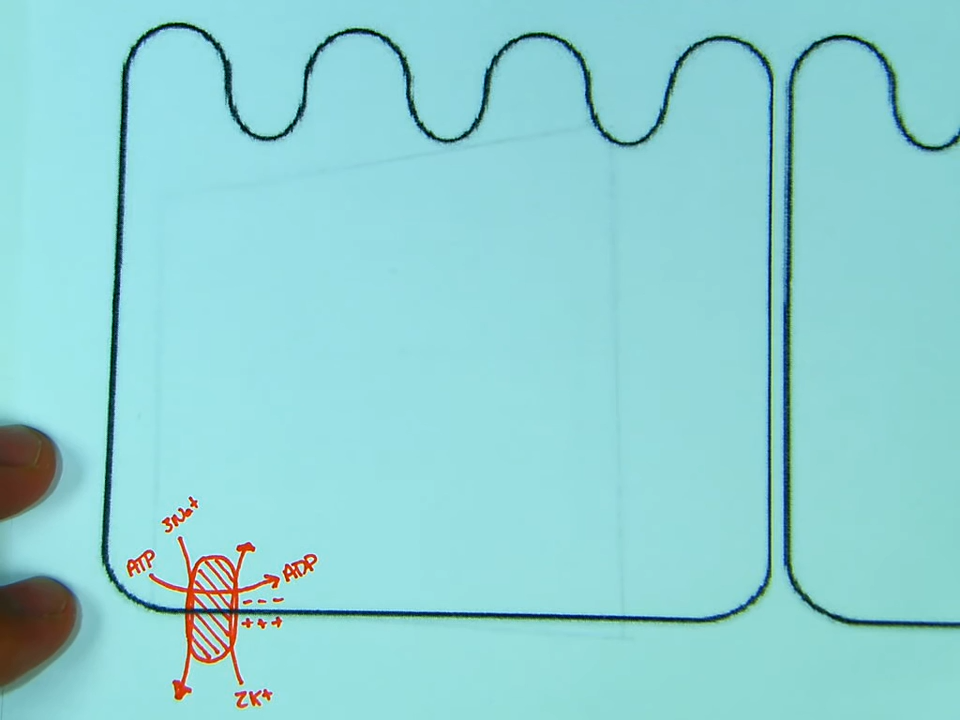 3Na+
ATP
ADP
---
+++
2K+